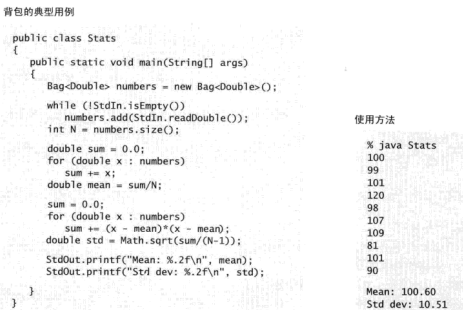 背包的典型用例
public class Stats
{
public static void main(String[] args)
{
Bag<Double> numbers = new Bag<Double>();
while (!StdIn.isEmpty())
numbers.add(StdIn.readDouble());
int N = numbers.size();
double sum = 0.0;
for (double x : numbers)
sum += x;
double mean = sum/N;
sum = 0.0;
for (double x : numbers)
sum += (x - mean)*(x - mean);
double std = Math.sqrt(sum/(N-1));
StdOut.printf("Mean: %.2f\n", mean);
StdOut.printf("Std dev: %.2f\n", std);
}
}
使用方法
% java Stats
100
99
101
120
98
107
109
81
101
90
Mean: 100.60
Std dev: 10.51